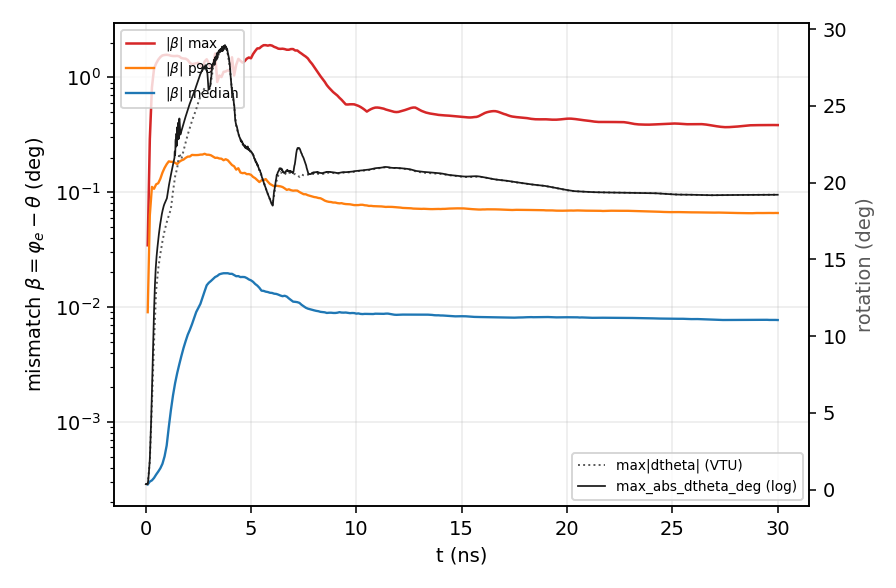 |β| max
|β| p99
|β| median
10⁰
10⁻¹
10⁻²
10⁻³
mismatch β = φₑ − θ (deg)
30
25
20
15
10
5
0
rotation (deg)
max|dtheta| (VTU)
max_abs_dtheta_deg (log)
0 5 10 15 20 25 30
t (ns)